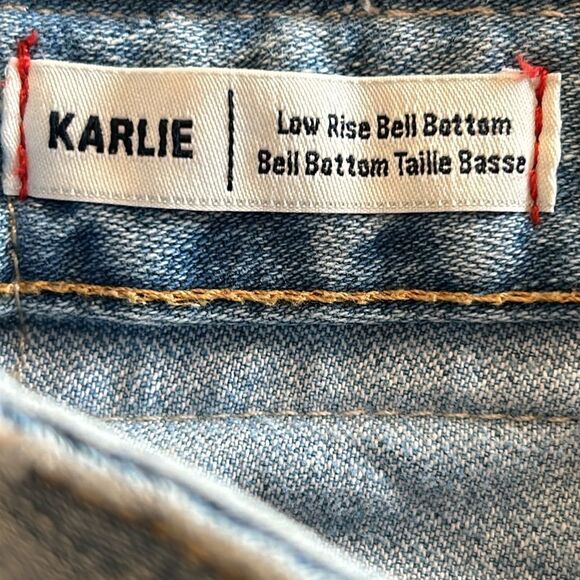 KARLIE
Low Rise Bell Bottom
Bell Bottom Taille Basse